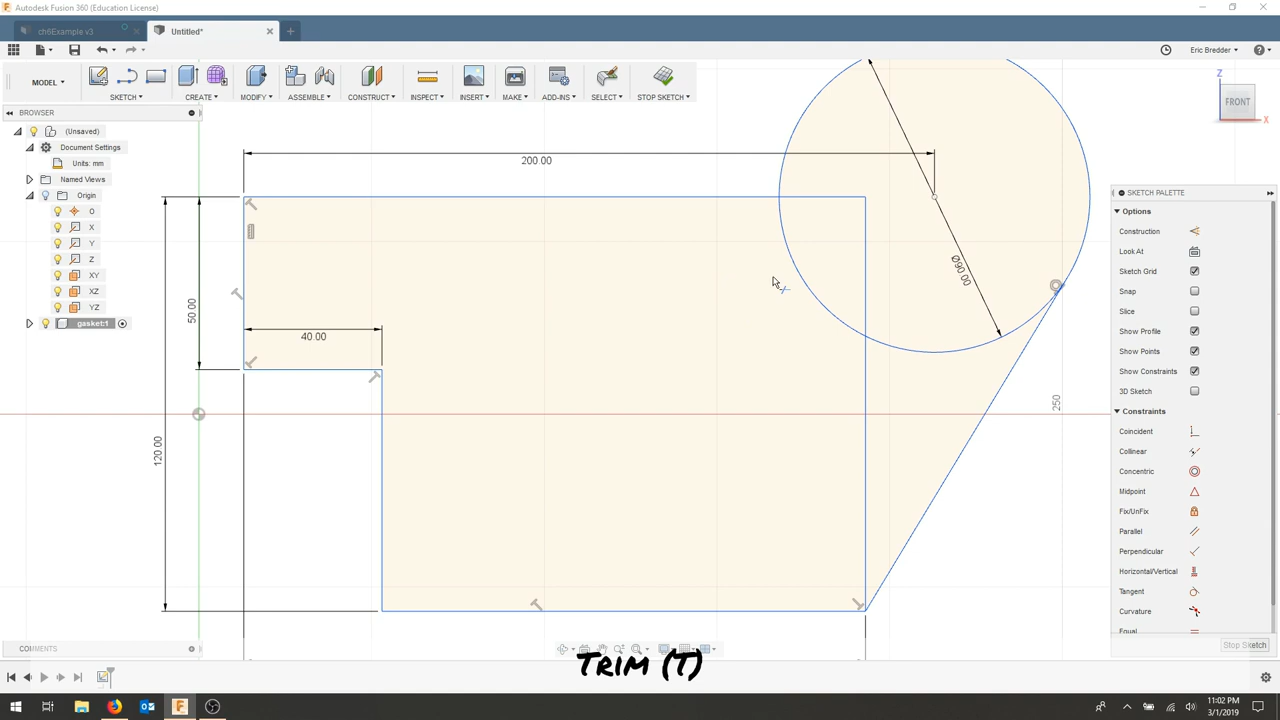 Autodesk Fusion 360 (Education License)
ch6Example v3
Untitled*
Eric Bredder
MODEL
SKETCH
CREATE
MODIFY
ASSEMBLE
CONSTRUCT
INSPECT
INSERT
MAKE
ADD-INS
SELECT
STOP SKETCH
BROWSER
(Unsaved)
Document Settings
Units: mm
Named Views
Origin
O
X
Y
Z
XY
XZ
YZ
gasket:1
Z
FRONT
X
200.00
50.00
40.00
120.00
Ø90.00
250
SKETCH PALETTE
Options
Construction
Look At
Sketch Grid
Snap
Slice
Show Profile
Show Points
Show Constraints
3D Sketch
Constraints
Coincident
Collinear
Concentric
Midpoint
Fix/UnFix
Parallel
Perpendicular
Horizontal/Vertical
Tangent
Curvature
Equal
Stop Sketch
COMMENTS
TRIM (T)
11:02 PM
3/1/2019